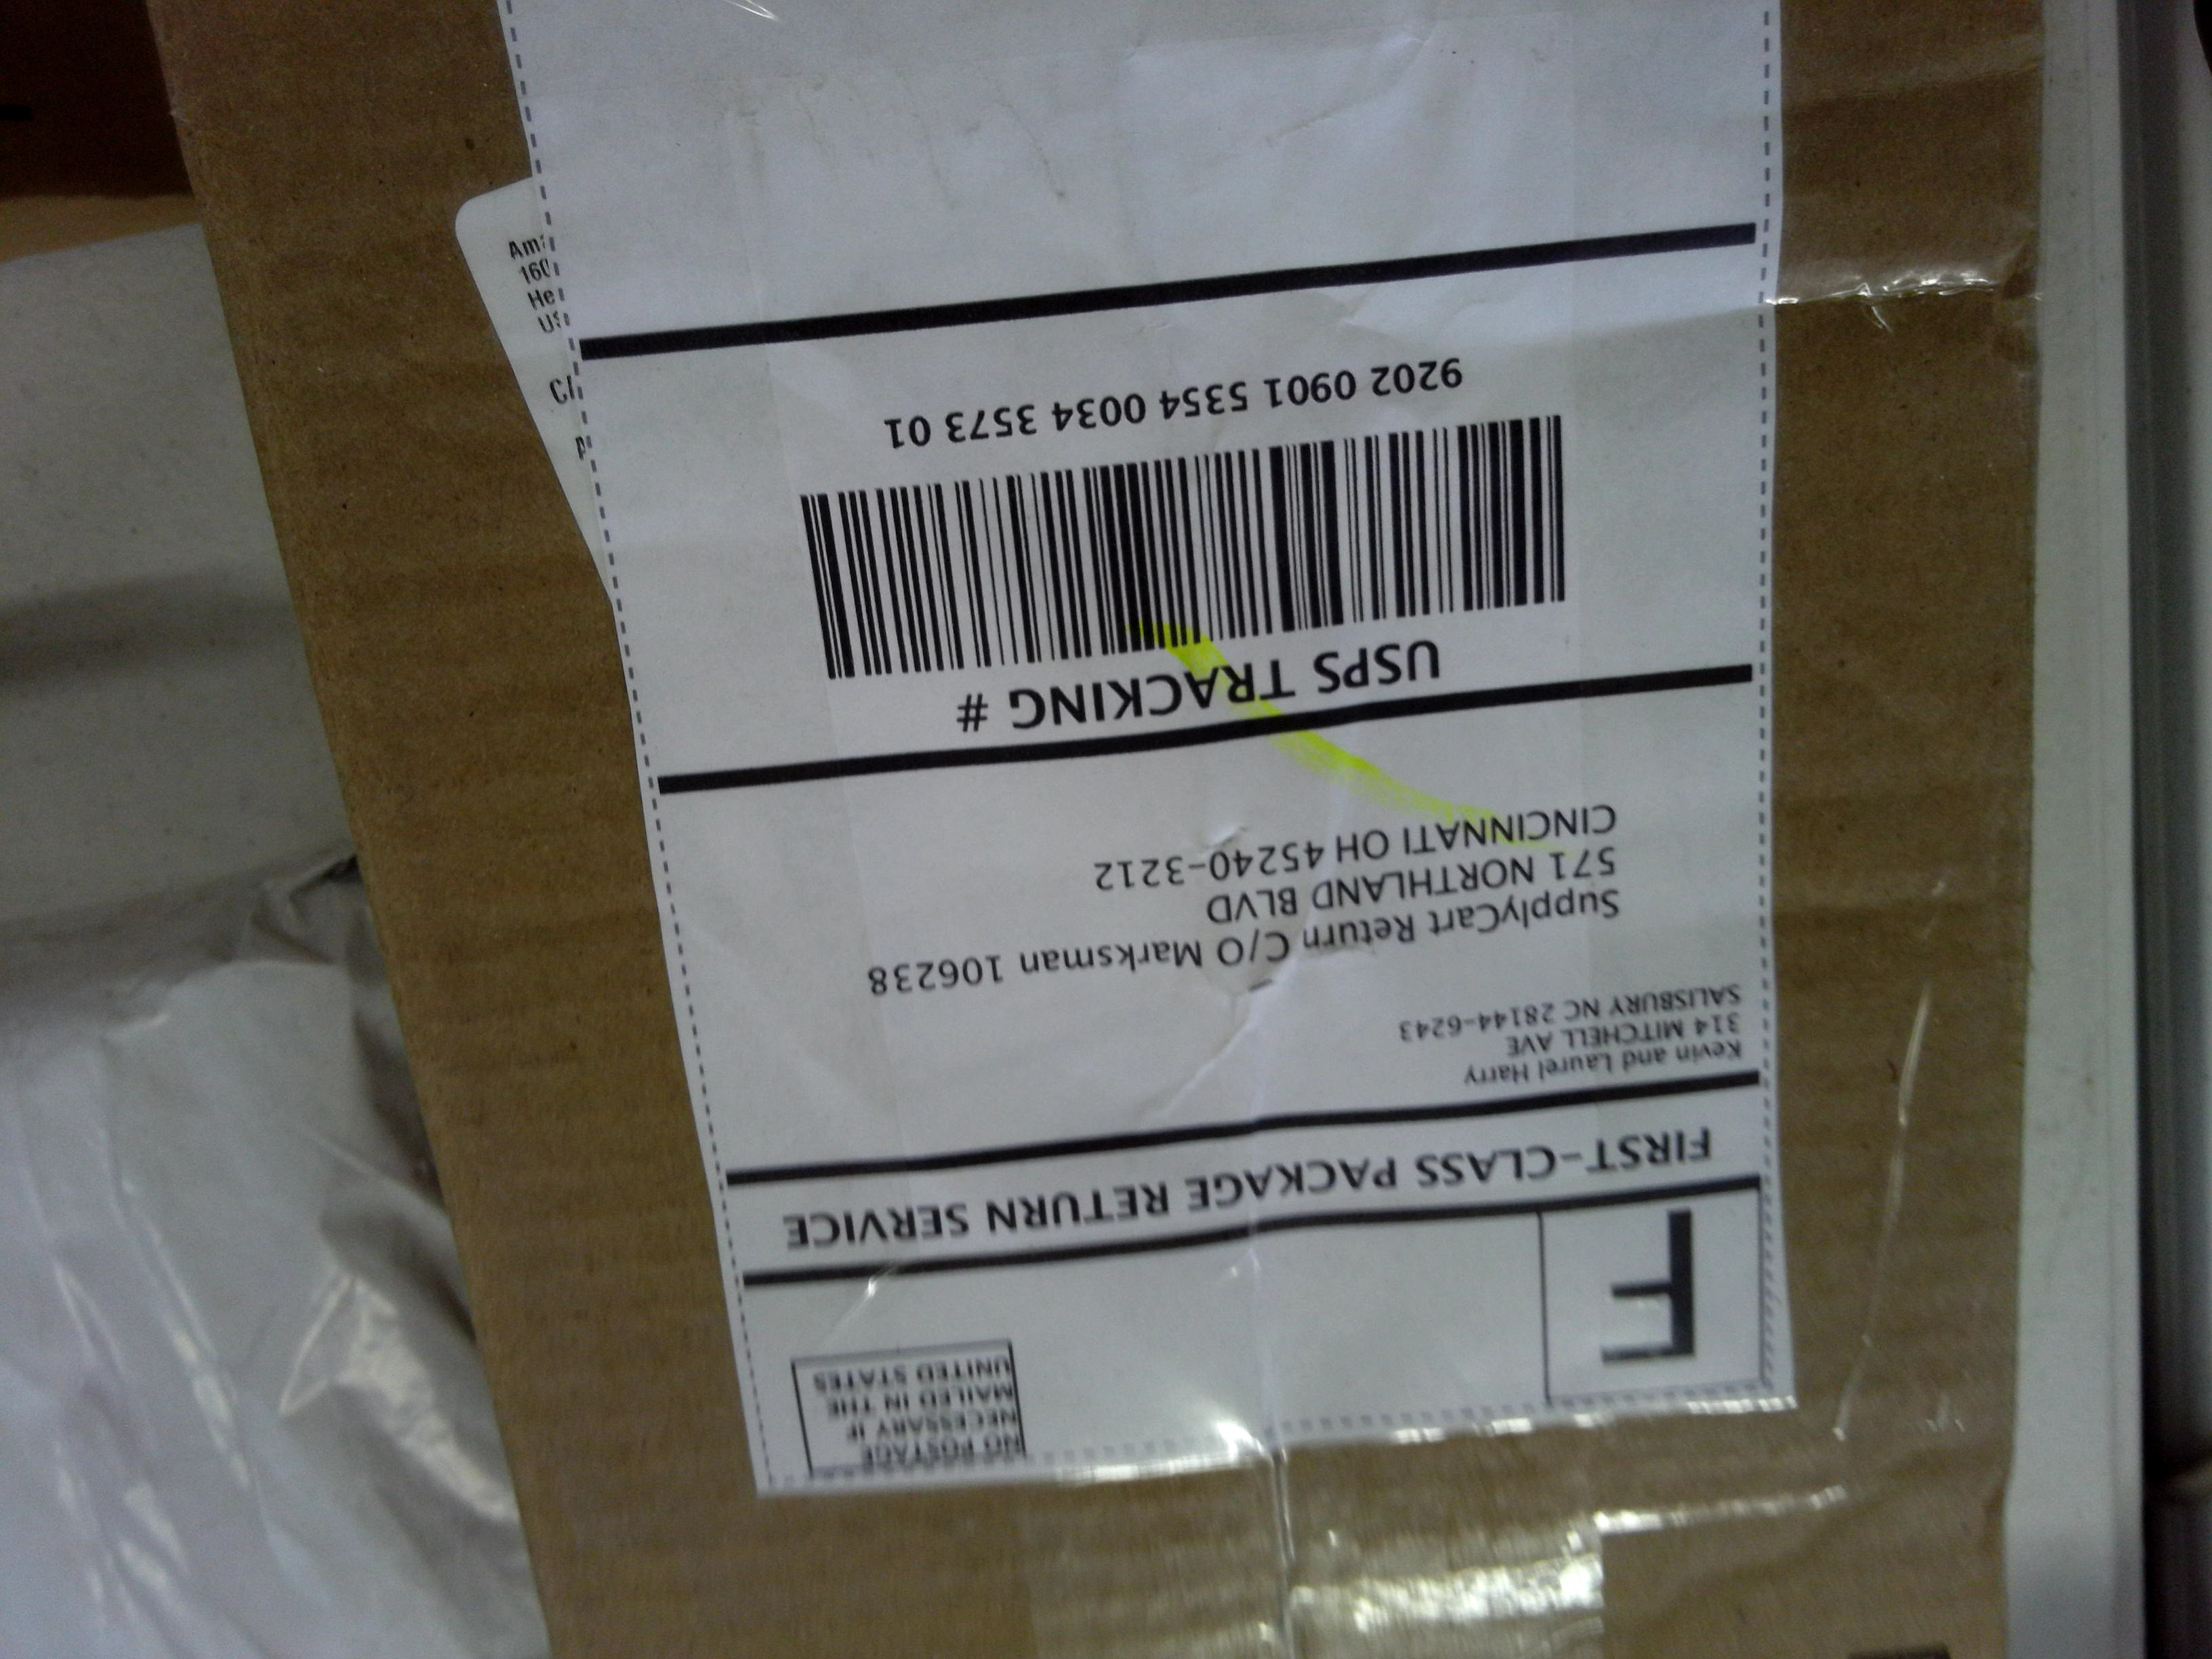 F
NO POSTAGE
NECESSARY IF
MAILED IN THE
UNITED STATES
FIRST-CLASS PACKAGE RETURN SERVICE
Kevin and Laurel Harry
314 MITCHELL AVE
SALISBURY NC 28144-6243
SupplyCart Return C/O Marksman 106238
571 NORTHLAND BLVD
CINCINNATI OH 45240-3212
USPS TRACKING #
9202 0901 5354 0034 3573 01